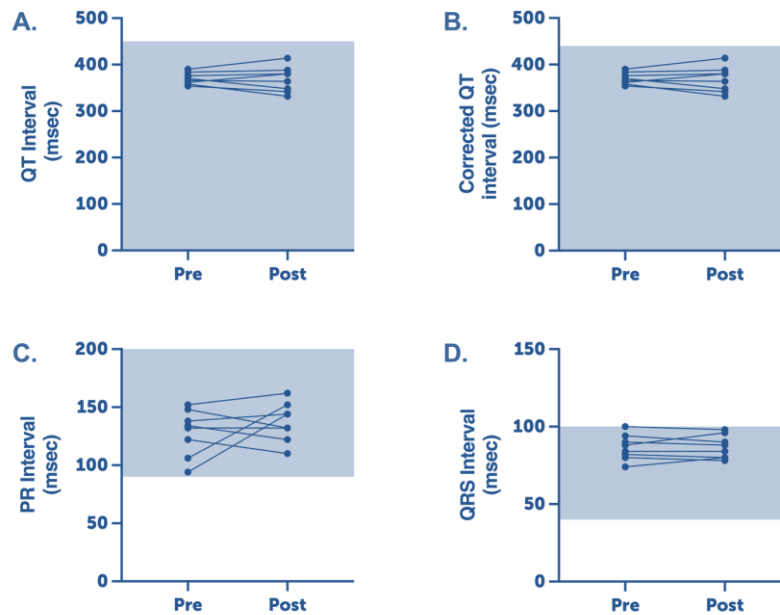 A.
QT Interval
(msec)
500
400
300
200
100
0
Pre Post
B.
Corrected QT
interval (msec)
500
400
300
200
100
0
Pre Post
C.
PR Interval
(msec)
200
150
100
50
0
Pre Post
D.
QRS Interval
(msec)
150
100
50
0
Pre Post